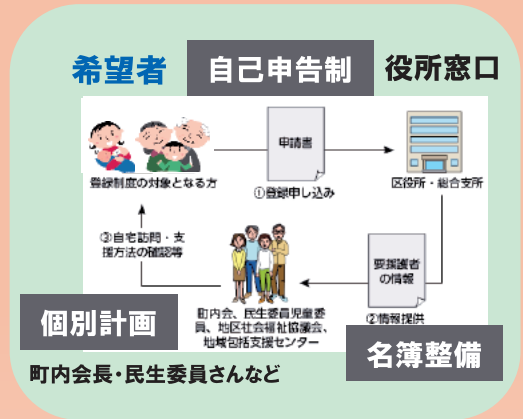 希望者
自己申告制
役所窓口
申請書
登録制度の対象となる方
①登録申し込み
区役所・総合支所
③自宅訪問・支
援方法の確認等
要援護者
の情報
②情報提供
町内会、民生委員児童委
員、地区社会福祉協議会、
地域包括支援センター
個別計画
名簿整備
町内会長・民生委員さんなど